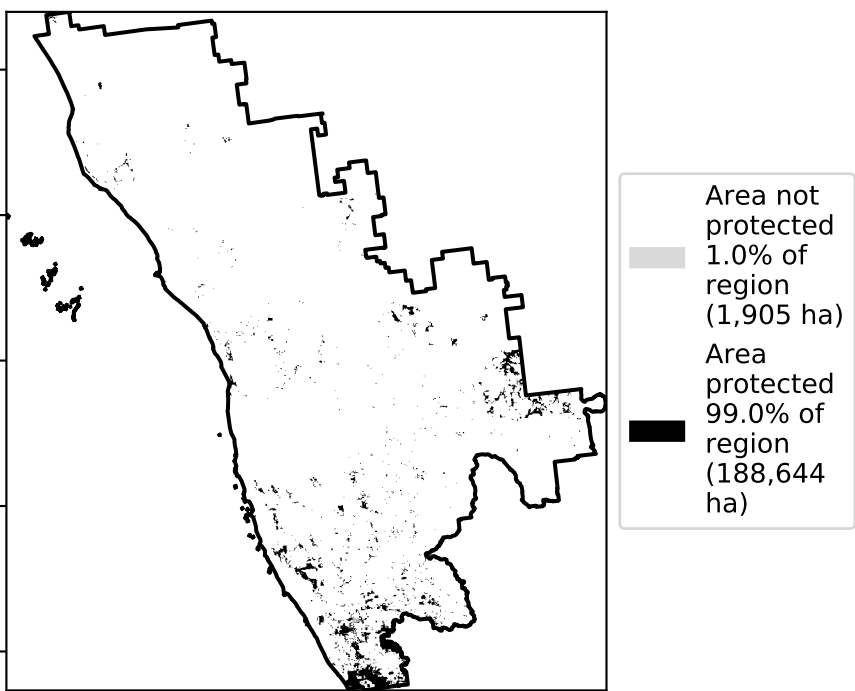 Area not
protected
1.0% of
region
(1,905 ha)
Area
protected
99.0% of
region
(188,644
ha)